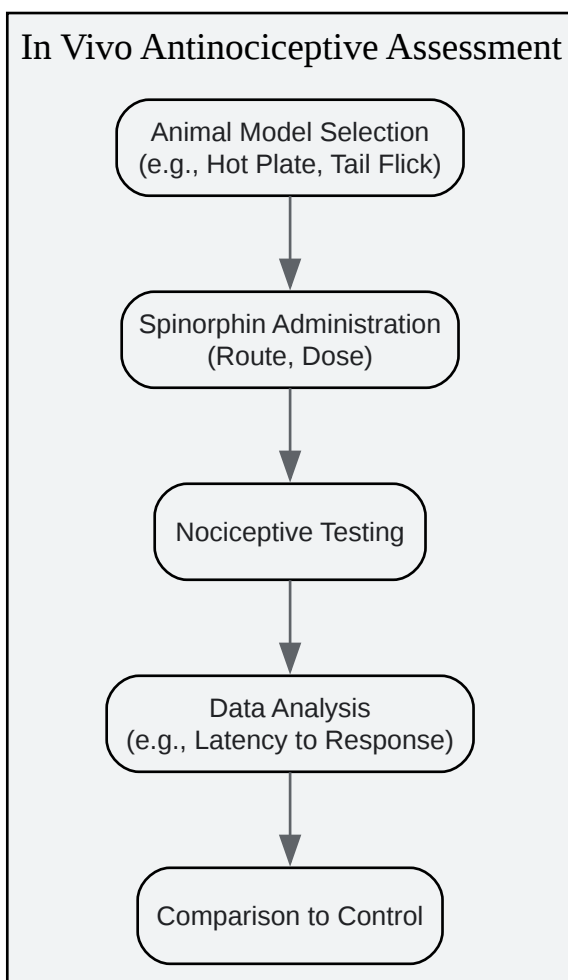 In Vivo Antinociceptive Assessment
Animal Model Selection
(e.g., Hot Plate, Tail Flick)
Spinorphin Administration
(Route, Dose)
Nociceptive Testing
Data Analysis
(e.g., Latency to Response)
Comparison to Control